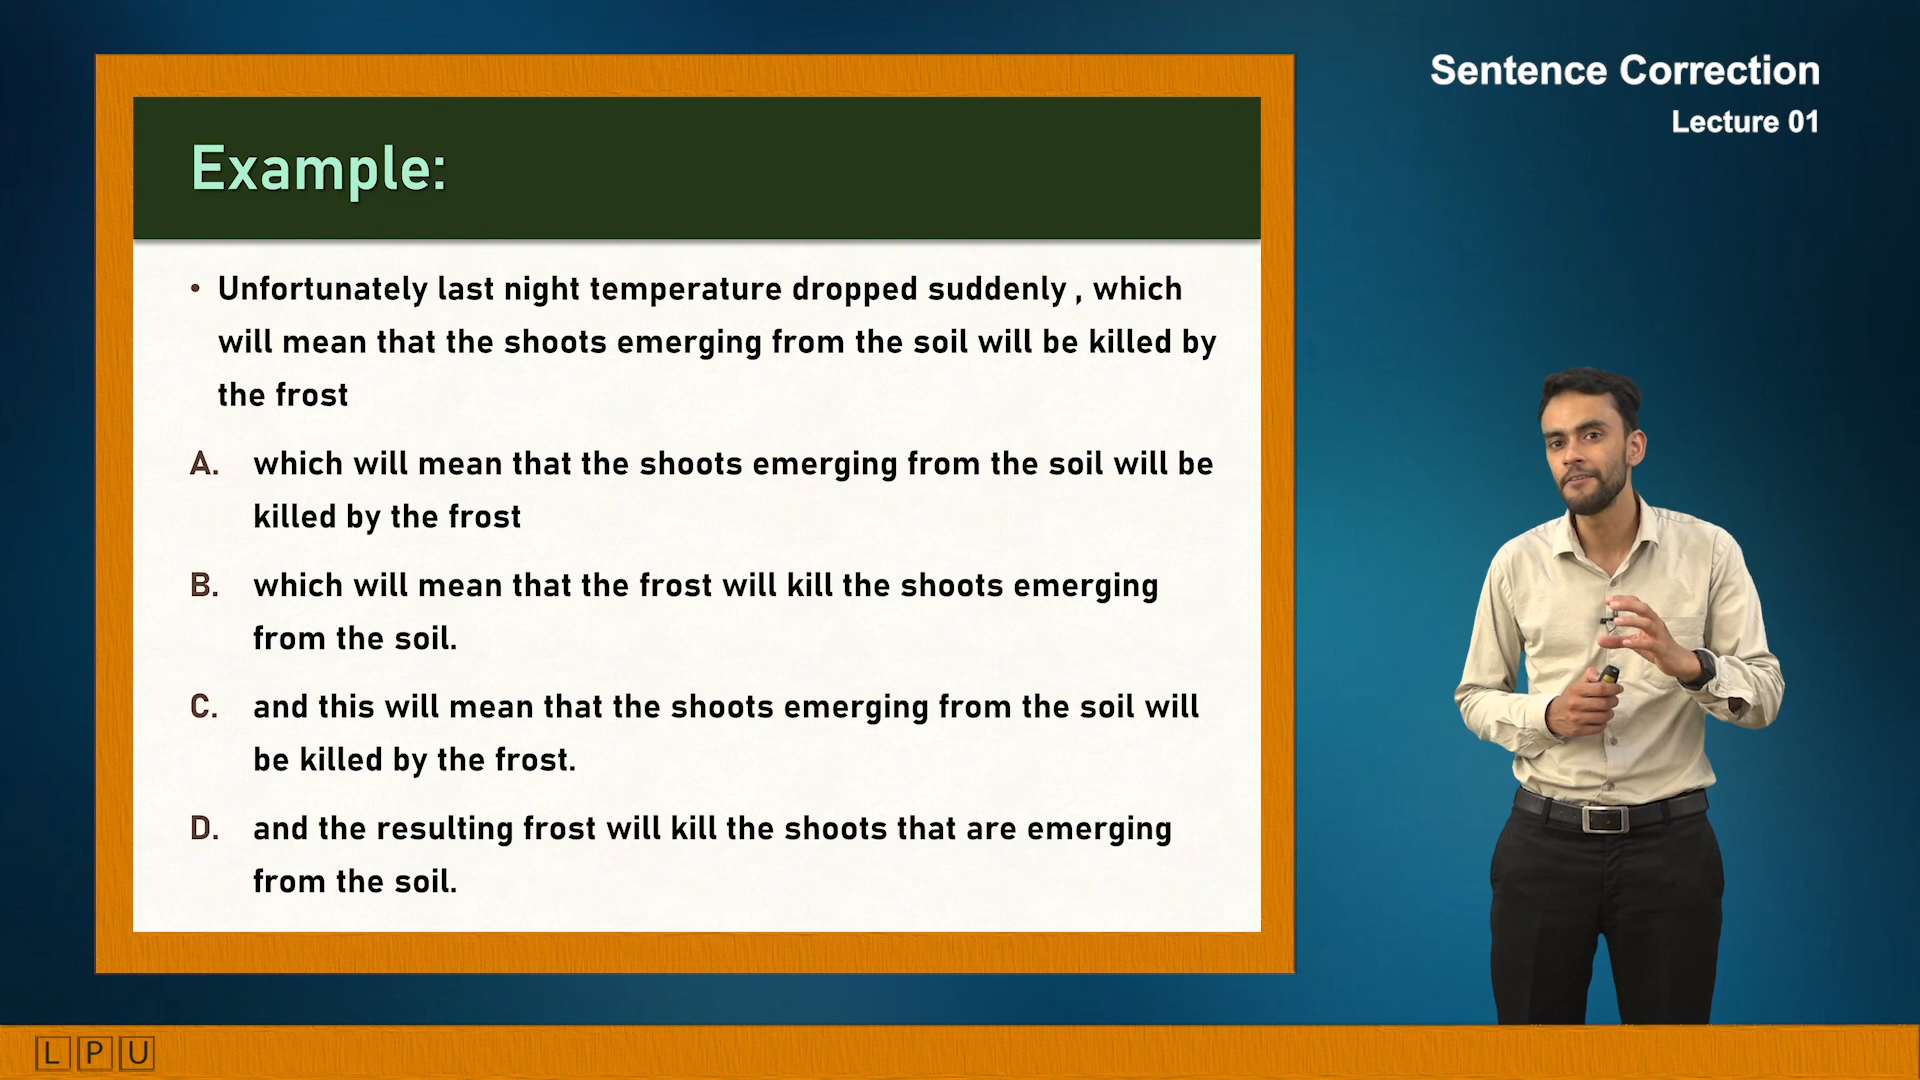 Sentence Correction
Lecture 01
Example:
• Unfortunately last night temperature dropped suddenly , which
will mean that the shoots emerging from the soil will be killed by
the frost
A. which will mean that the shoots emerging from the soil will be
killed by the frost
B. which will mean that the frost will kill the shoots emerging
from the soil.
C. and this will mean that the shoots emerging from the soil will
be killed by the frost.
D. and the resulting frost will kill the shoots that are emerging
from the soil.
LPU